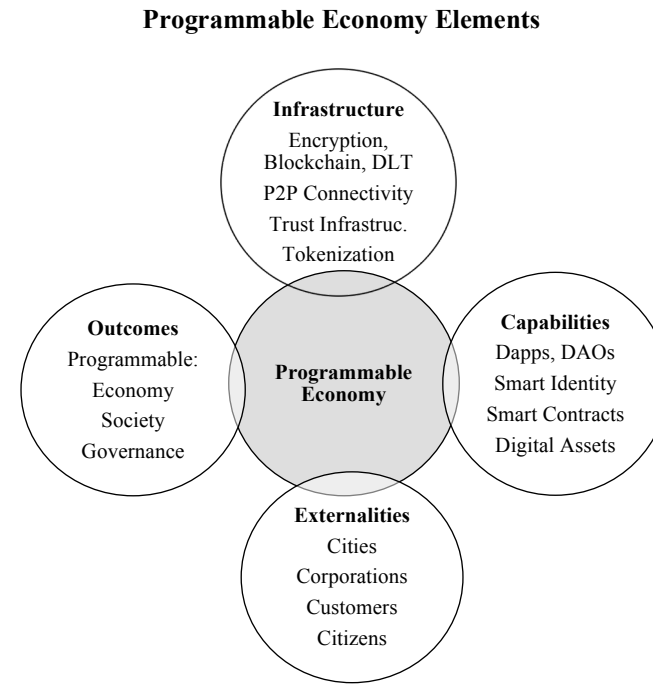 Programmable Economy Elements
Infrastructure
Encryption,
Blockchain, DLT
P2P Connectivity
Trust Infrastruc.
Tokenization
Outcomes
Programmable:
Economy
Society
Governance
Programmable
Economy
Capabilities
Dapps, DAOs
Smart Identity
Smart Contracts
Digital Assets
Externalities
Cities
Corporations
Customers
Citizens